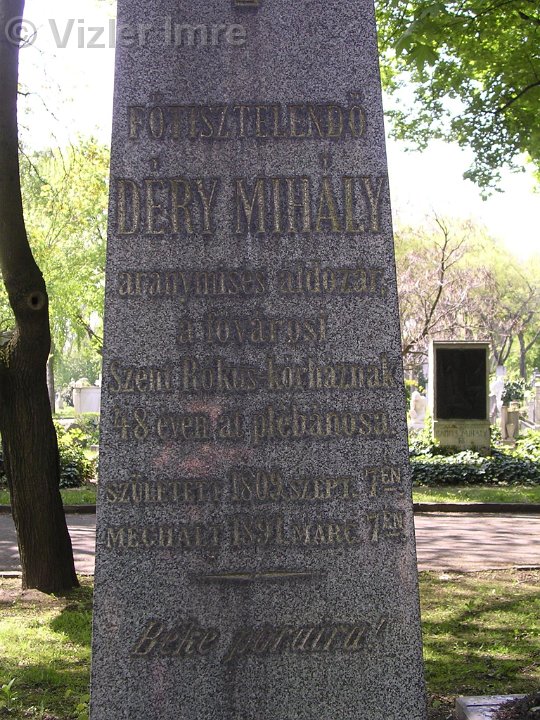 © Vizler Imre
FŐTISZTELENDŐ
DÉRY MIHÁLY
aranymisés áldozár,
a fővárosi
Szent Rókus-kórháznak
48 éven át plébánosa.
SZÜLETETT 1809. SZEPT. 7ÉN
MEGHALT 1891. MÁRC. 7ÉN
Béke poraira!